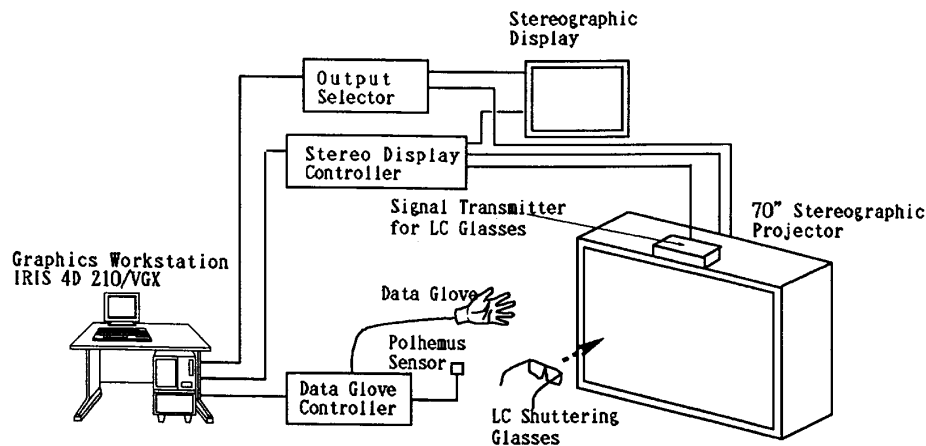 Stereographic
Display
Output
Selector
Stereo Display
Controller
Signal Transmitter
for LC Glasses
70" Stereographic
Projector
Graphics Workstation
IRIS 4D 210/VGX
Data Glove
Polhemus
Sensor
Data Glove
Controller
LC Shuttering
Glasses